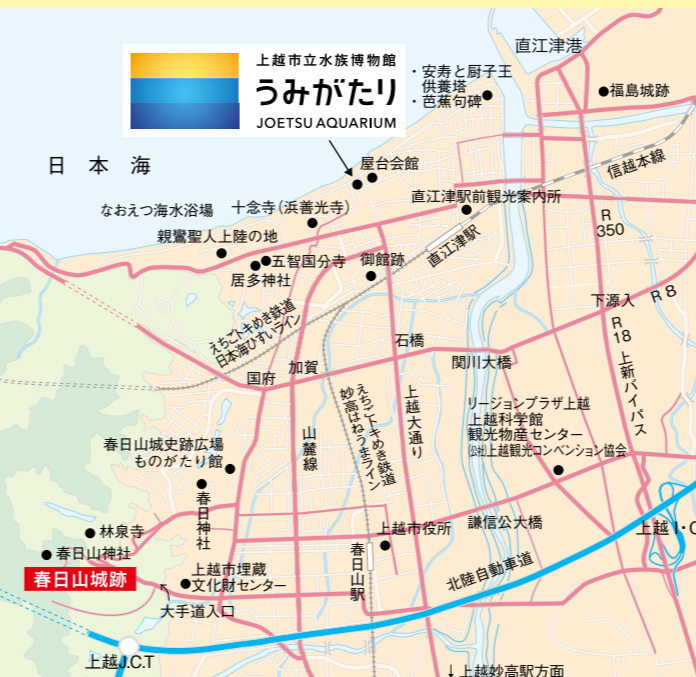 上越市立水族博物館
うみがたり
JOETSU AQUARIUM
直江津港
・安寿と厨子王
供養塔
・芭蕉句碑
福島城跡
日本海
屋台会館
信越本線
なおえつ海水浴場
十念寺(浜善光寺)
直江津駅前観光案内所
親鸞聖人上陸の地
R
350
五智国分寺
居多神社
御館跡
直江津駅
えちごトキめき鉄道
日本海ひすいライン
下源入
R 8
R
18
上新バイパス
石橋
関川大橋
国府
加賀
山麓線
えちごトキめき鉄道
妙高はねうまライン
上越大通り
リージョンプラザ上越
上越科学館
観光物産センター
(公社)上越観光コンベンション協会
春日山城史跡広場
ものがたり館
春日神社
林泉寺
春日山神社
春日山城跡
上越市役所
謙信公大橋
上越I・C
春日山駅
北陸自動車道
上越市埋蔵
文化財センター
大手道入口
上越J.C.T
↓上越妙高駅方面